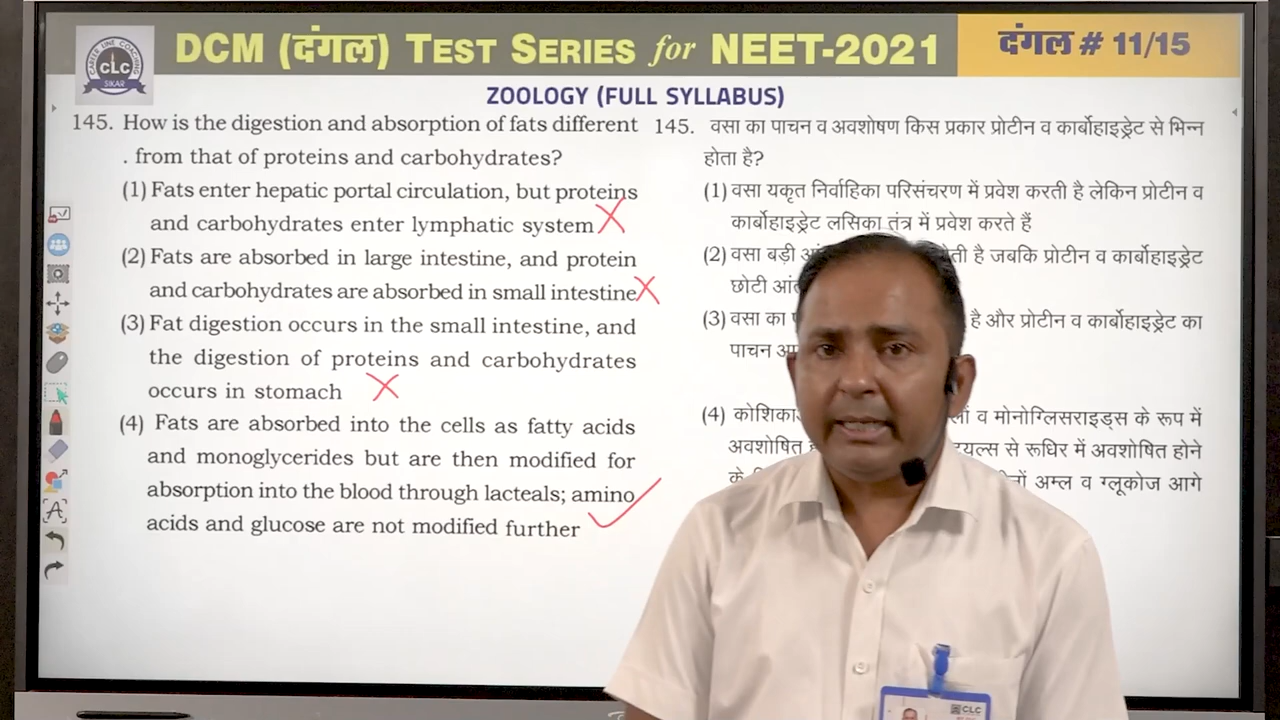 CAREER LINE COACHING
CLC
SIKAR
DCM (दंगल) TEST SERIES for NEET-2021
दंगल # 11/15
ZOOLOGY (FULL SYLLABUS)
145. How is the digestion and absorption of fats different
. from that of proteins and carbohydrates?
(1) Fats enter hepatic portal circulation, but proteins
and carbohydrates enter lymphatic system
(2) Fats are absorbed in large intestine, and protein
and carbohydrates are absorbed in small intestine
(3) Fat digestion occurs in the small intestine, and
the digestion of proteins and carbohydrates
occurs in stomach
(4) Fats are absorbed into the cells as fatty acids
and monoglycerides but are then modified for
absorption into the blood through lacteals; amino
acids and glucose are not modified further
145. वसा का पाचन व अवशोषण किस प्रकार प्रोटीन व कार्बोहाइड्रेट से भिन्न
होता है?
(1) वसा यकृत निर्वाहिका परिसंचरण में प्रवेश करती है लेकिन प्रोटीन व
कार्बोहाइड्रेट लसिका तंत्र में प्रवेश करते हैं
(2) वसा बड़ी है जबकि प्रोटीन व कार्बोहाइड्रेट
छोटी
(3) वसा का है और प्रोटीन व कार्बोहाइड्रेट का
पाचन
(4) व मोनोग्लिसराइड्स के रूप में
अवशोषित से रूधिर में अवशोषित होने
अम्ल व ग्लूकोज आगे
CLC